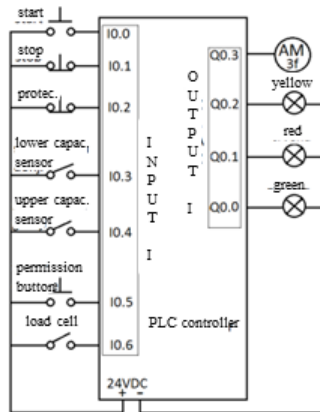 start
I0.0
stop
I0.1
protec.
I0.2
lower capac.
sensor
I0.3
upper capac.
sensor
I0.4
permission
button
I0.5
load cell
I0.6
INPUT I
OUTPUT I
Q0.3
AM
3f
yellow
Q0.2
red
Q0.1
green
Q0.0
PLC controller
24VDC
+ -